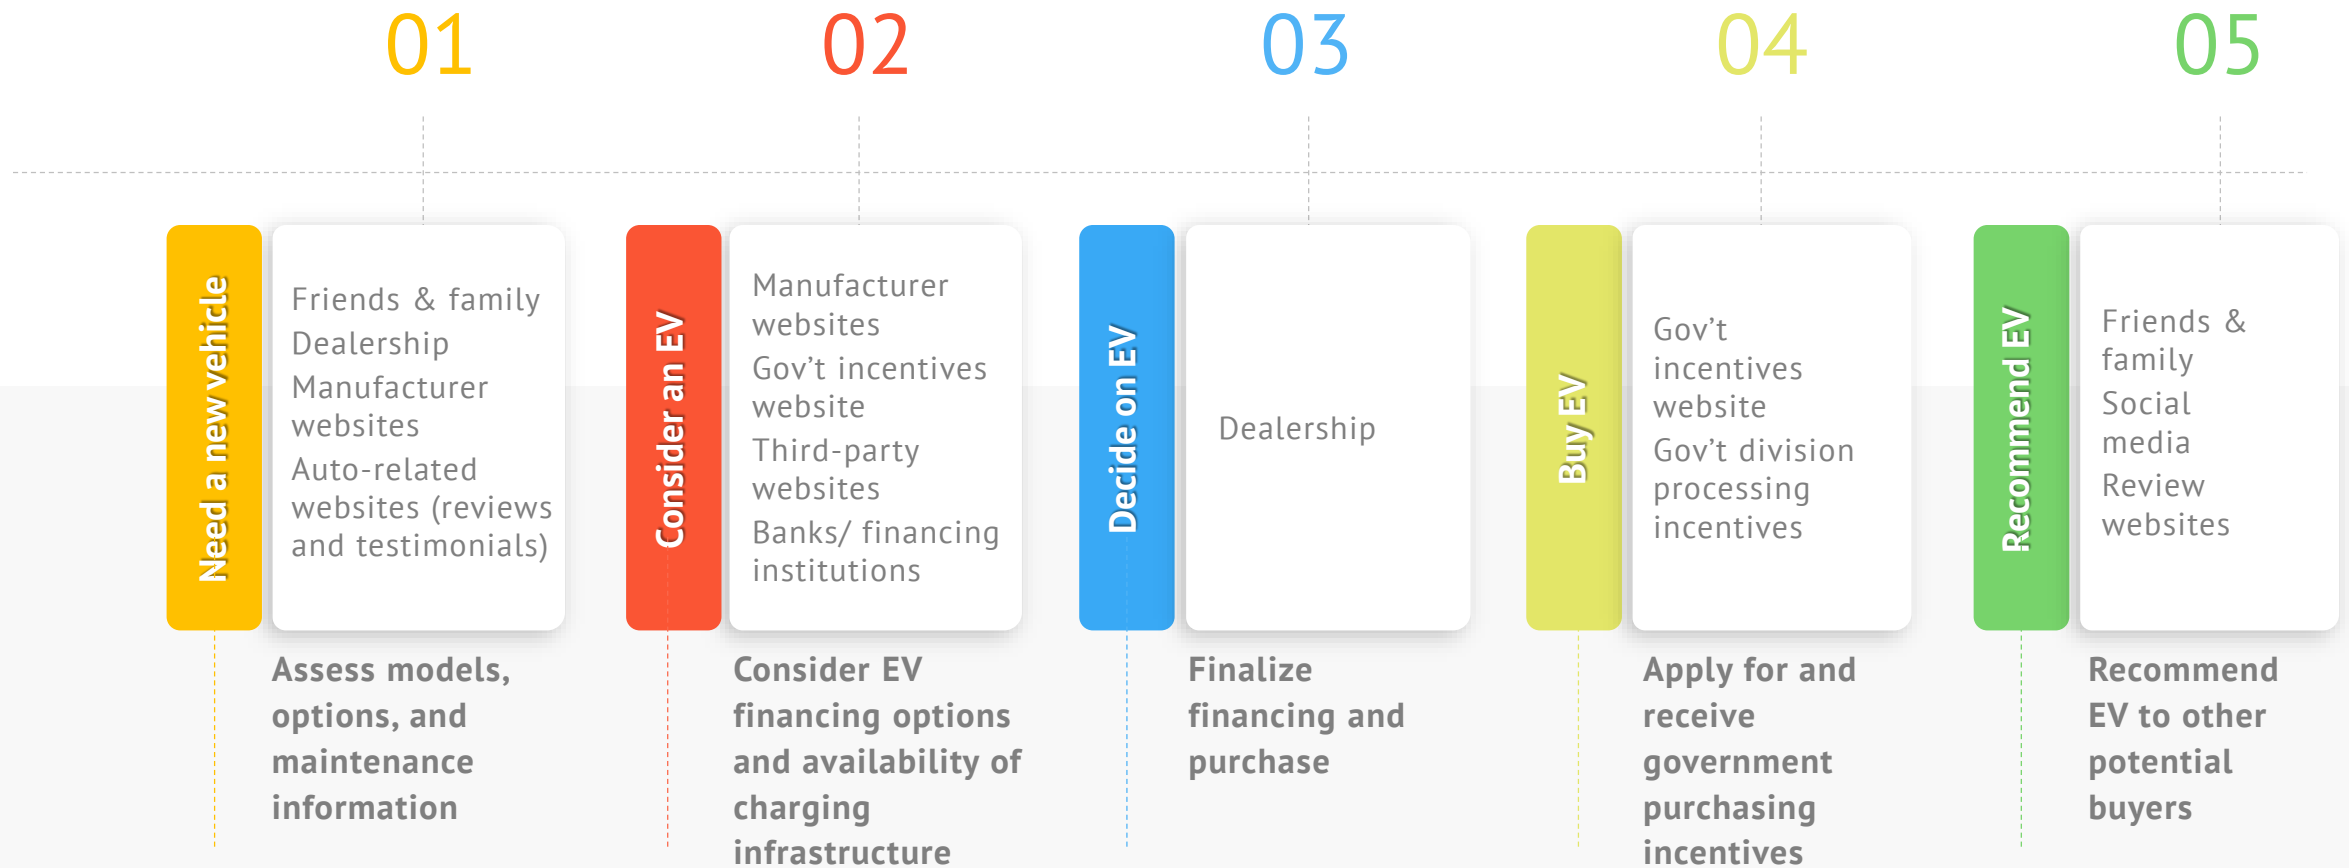 01
02
03
04
05
Need a new vehicle
Friends & family
Dealership
Manufacturer
websites
Auto-related
websites (reviews
and testimonials)
Assess models,
options, and
maintenance
information
Consider an EV
Manufacturer
websites
Gov’t incentives
website
Third-party
websites
Banks/ financing
institutions
Consider EV
financing options
and availability of
charging
infrastructure
Decide on EV
Dealership
Finalize
financing and
purchase
Buy EV
Gov’t
incentives
website
Gov’t division
processing
incentives
Apply for and
receive
government
purchasing
incentives
Recommend EV
Friends &
family
Social
media
Review
websites
Recommend
EV to other
potential
buyers